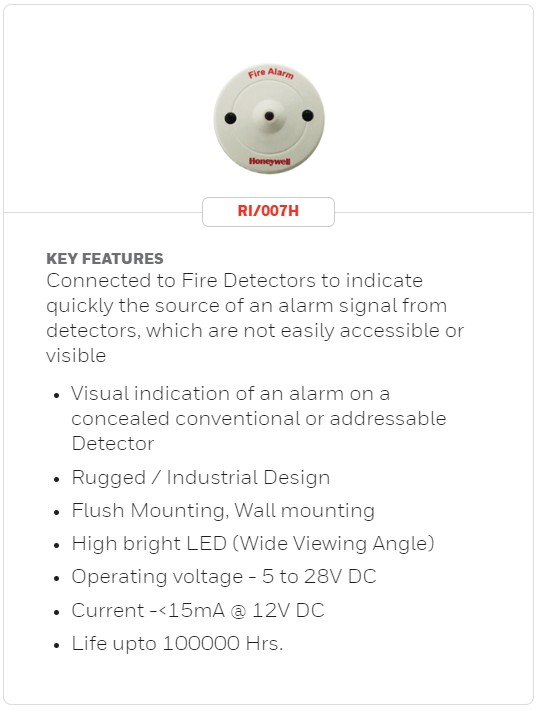 Fire Alarm
Honeywell
RI/007H
KEY FEATURES
Connected to Fire Detectors to indicate
quickly the source of an alarm signal from
detectors, which are not easily accessible or
visible
• Visual indication of an alarm on a
concealed conventional or addressable
Detector
• Rugged / Industrial Design
• Flush Mounting, Wall mounting
• High bright LED (Wide Viewing Angle)
• Operating voltage - 5 to 28V DC
• Current -<15mA @ 12V DC
• Life upto 100000 Hrs.